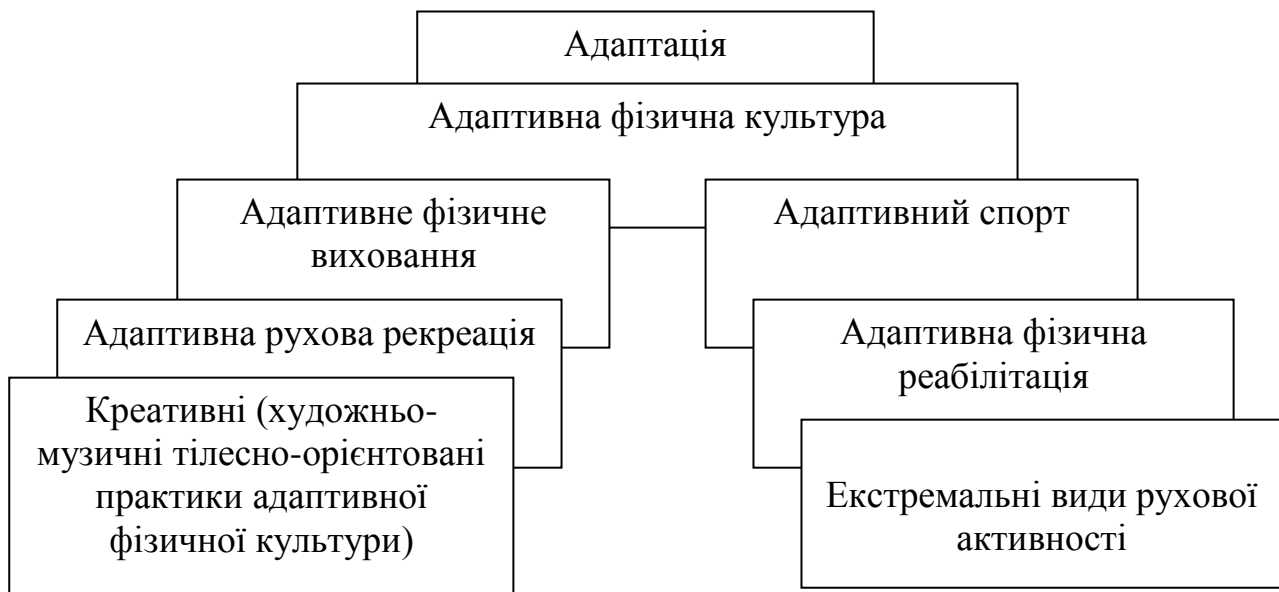 Адаптація
Адаптивна фізична культура
Адаптивне фізичне
виховання
Адаптивний спорт
Адаптивна рухова рекреація
Адаптивна фізична
реабілітація
Креативні (художньо-
музичні тілесно-орієнтовані
практики адаптивної
фізичної культури)
Екстремальні види рухової
активності